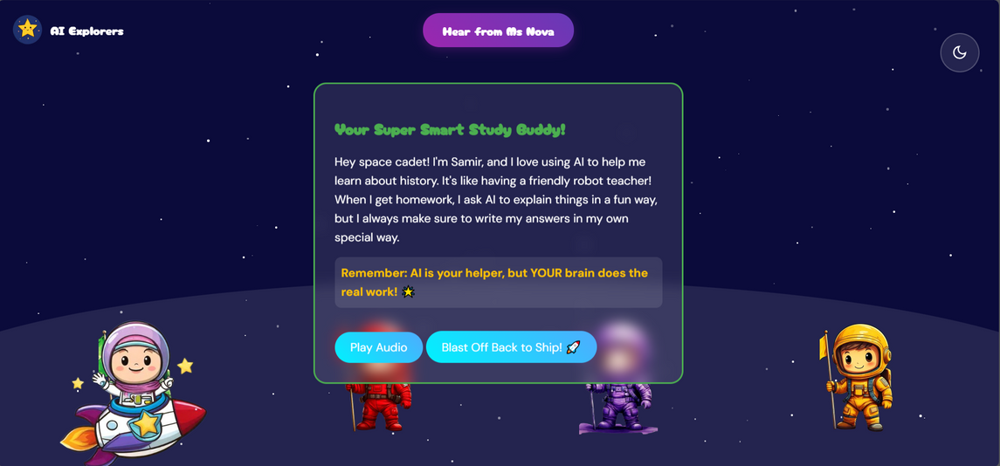 AI Explorers
Hear from Ms Nova
Your Super Smart Study Buddy!
Hey space cadet! I'm Samir, and I love using AI to help me
learn about history. It's like having a friendly robot teacher!
When I get homework, I ask AI to explain things in a fun way,
but I always make sure to write my answers in my own
special way.
Remember: AI is your helper, but YOUR brain does the
real work! 🌟
Play Audio
Blast Off Back to Ship! 🚀